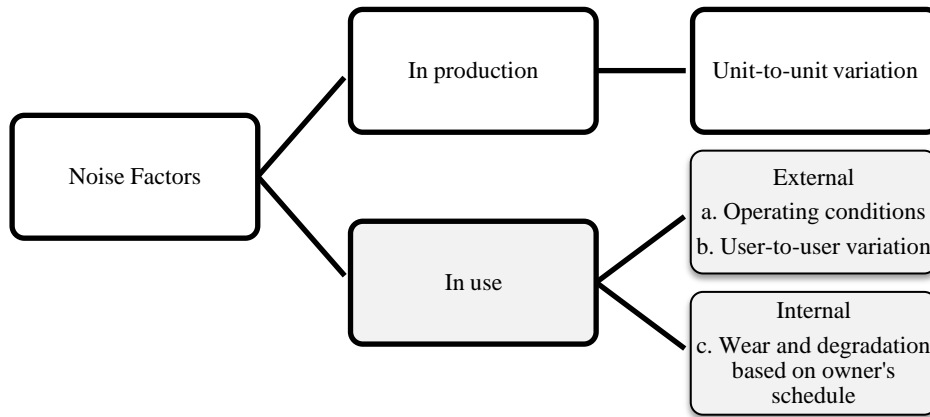 In production
Unit-to-unit variation
Noise Factors
External
a. Operating conditions
b. User-to-user variation
In use
Internal
c. Wear and degradation
based on owner's
schedule